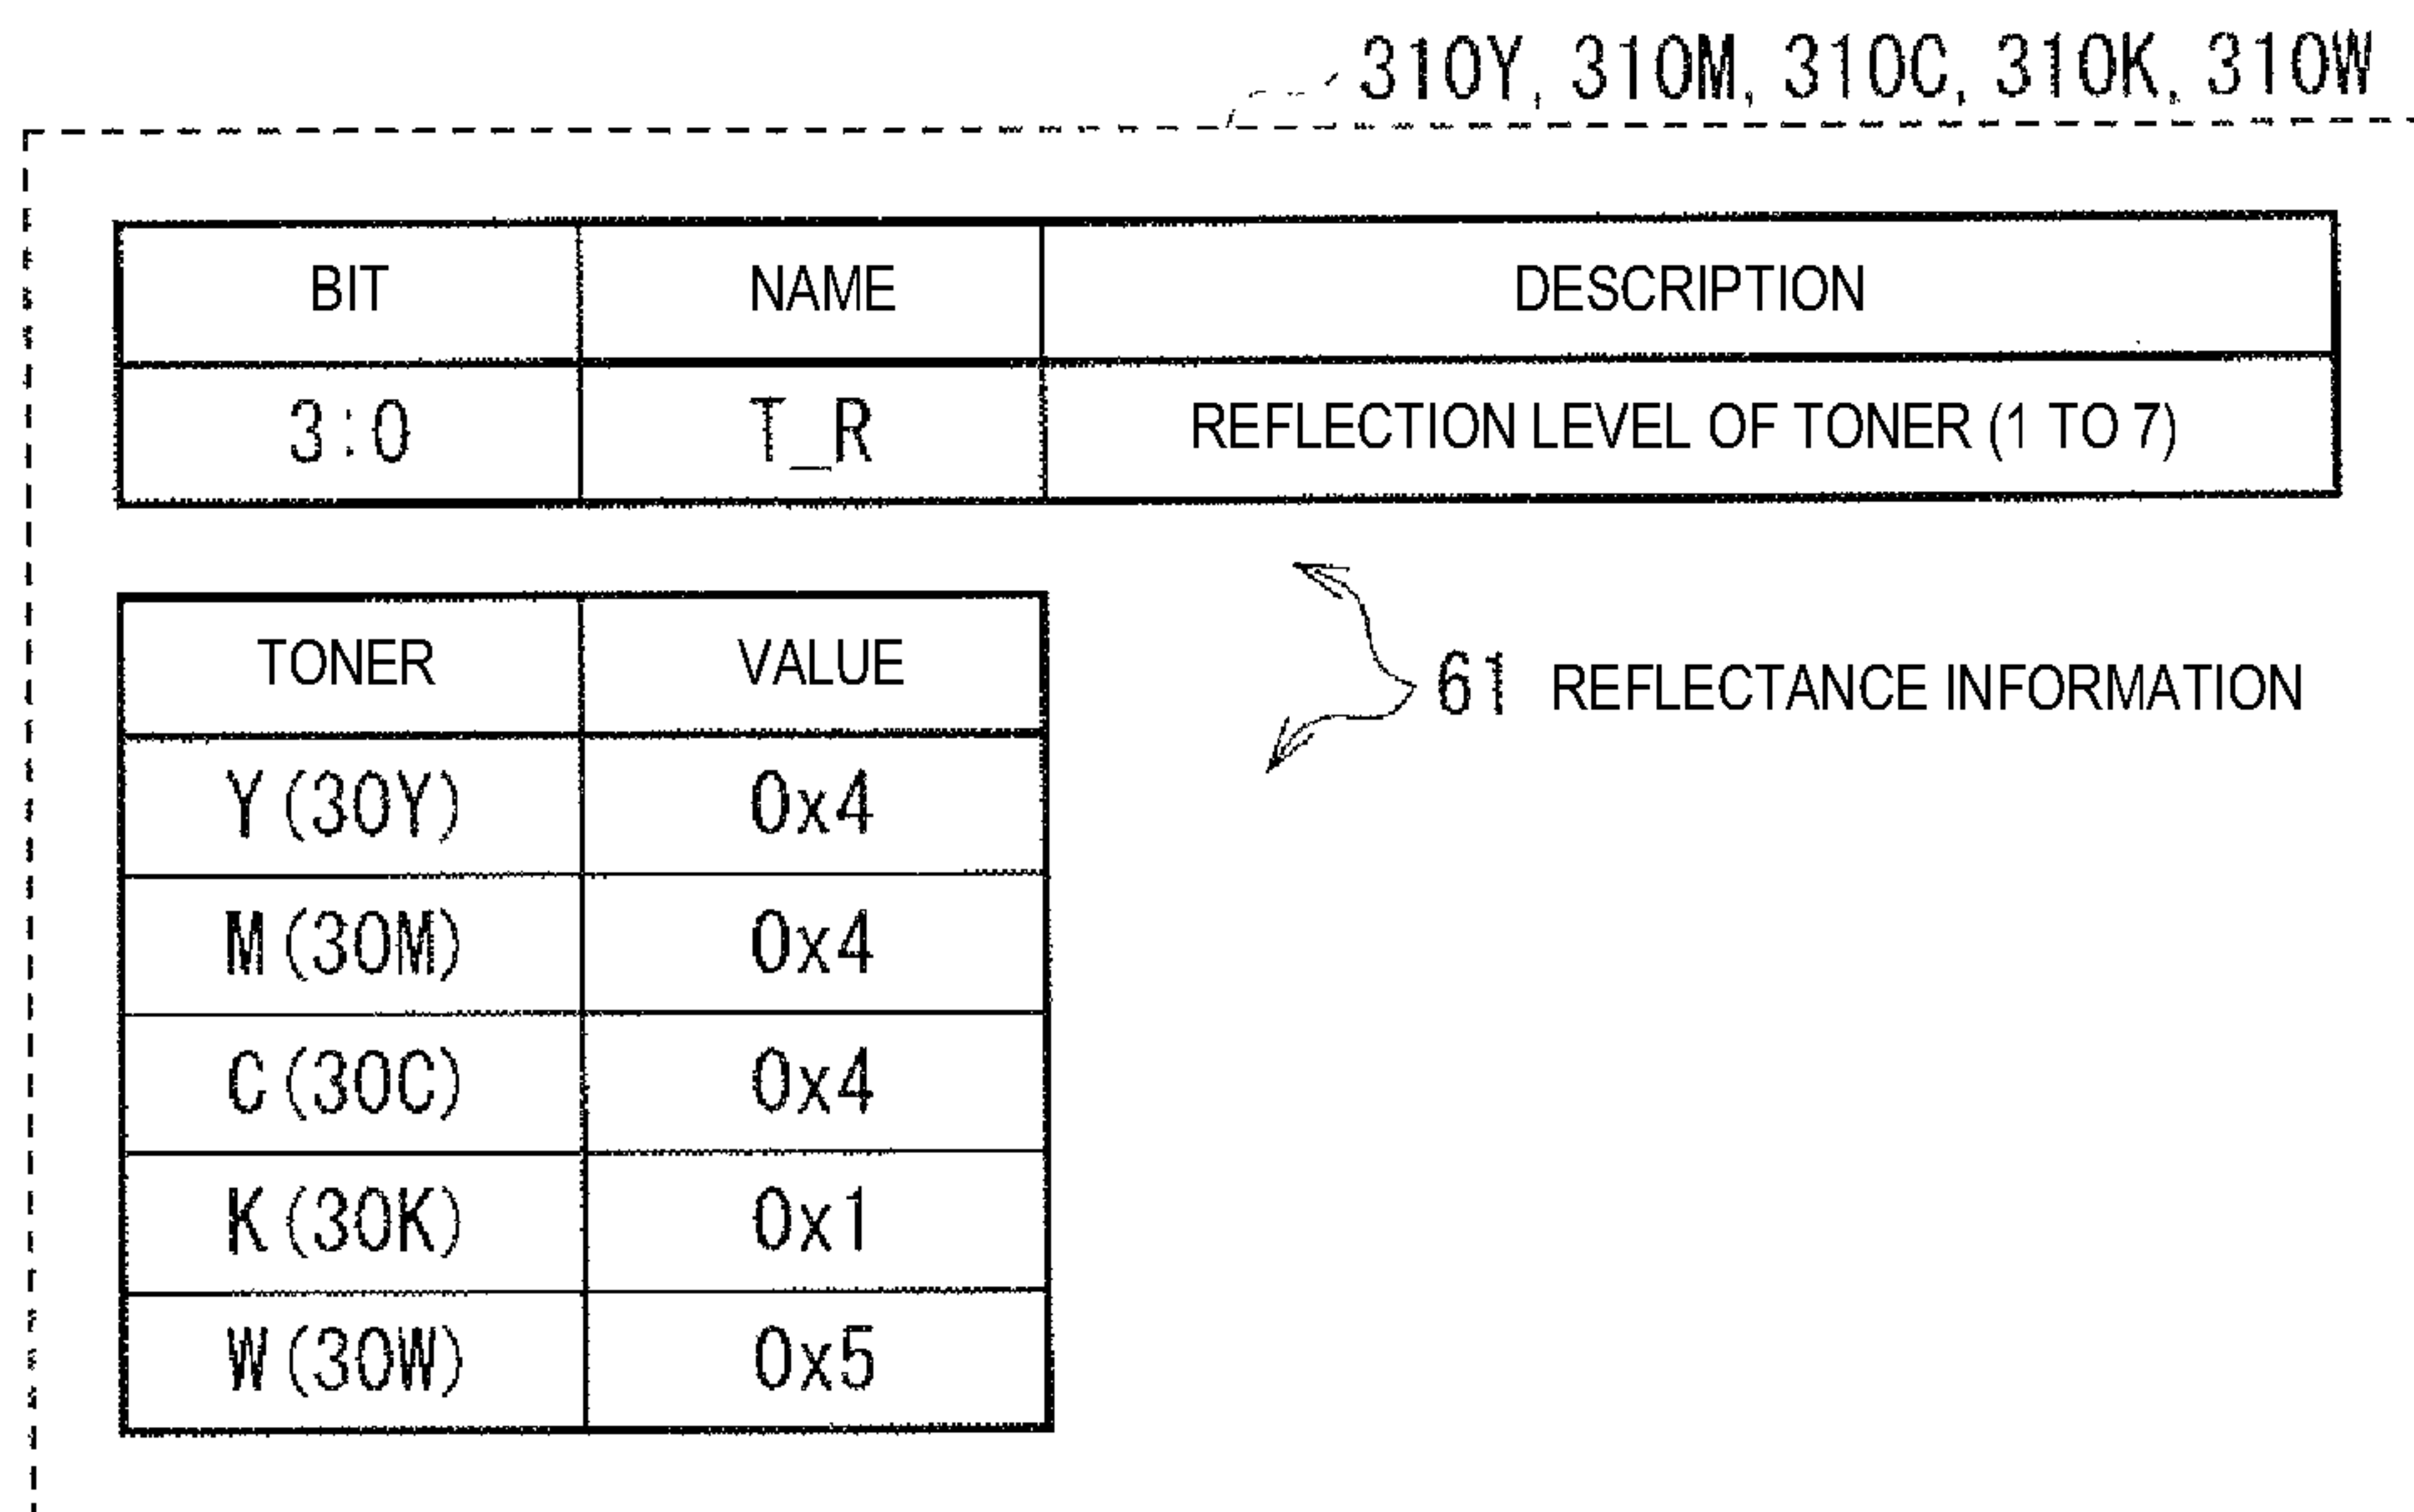 310Y, 310M, 310C, 310K, 310W
BIT NAME DESCRIPTION
3:0 T_R REFLECTION LEVEL OF TONER (1 TO 7)
TONER VALUE
61 REFLECTANCE INFORMATION
Y(30Y) 0x4
M(30M) 0x4
C(30C) 0x4
K(30K) 0x1
W(30W) 0x5